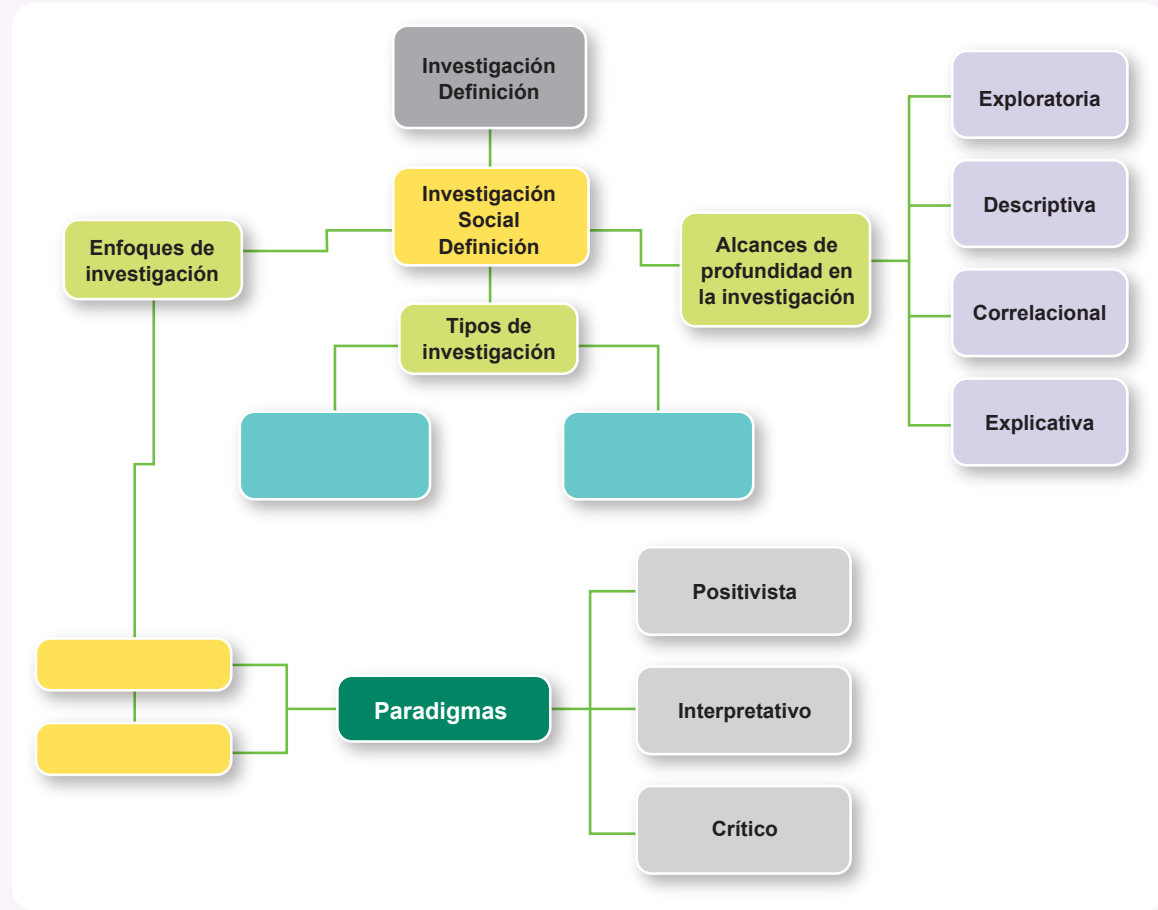 Investigación
Definición
Investigación
Social
Definición
Enfoques de
investigación
Tipos de
investigación
Alcances de
profundidad en
la investigación
Exploratoria
Descriptiva
Correlacional
Explicativa
Paradigmas
Positivista
Interpretativo
Crítico